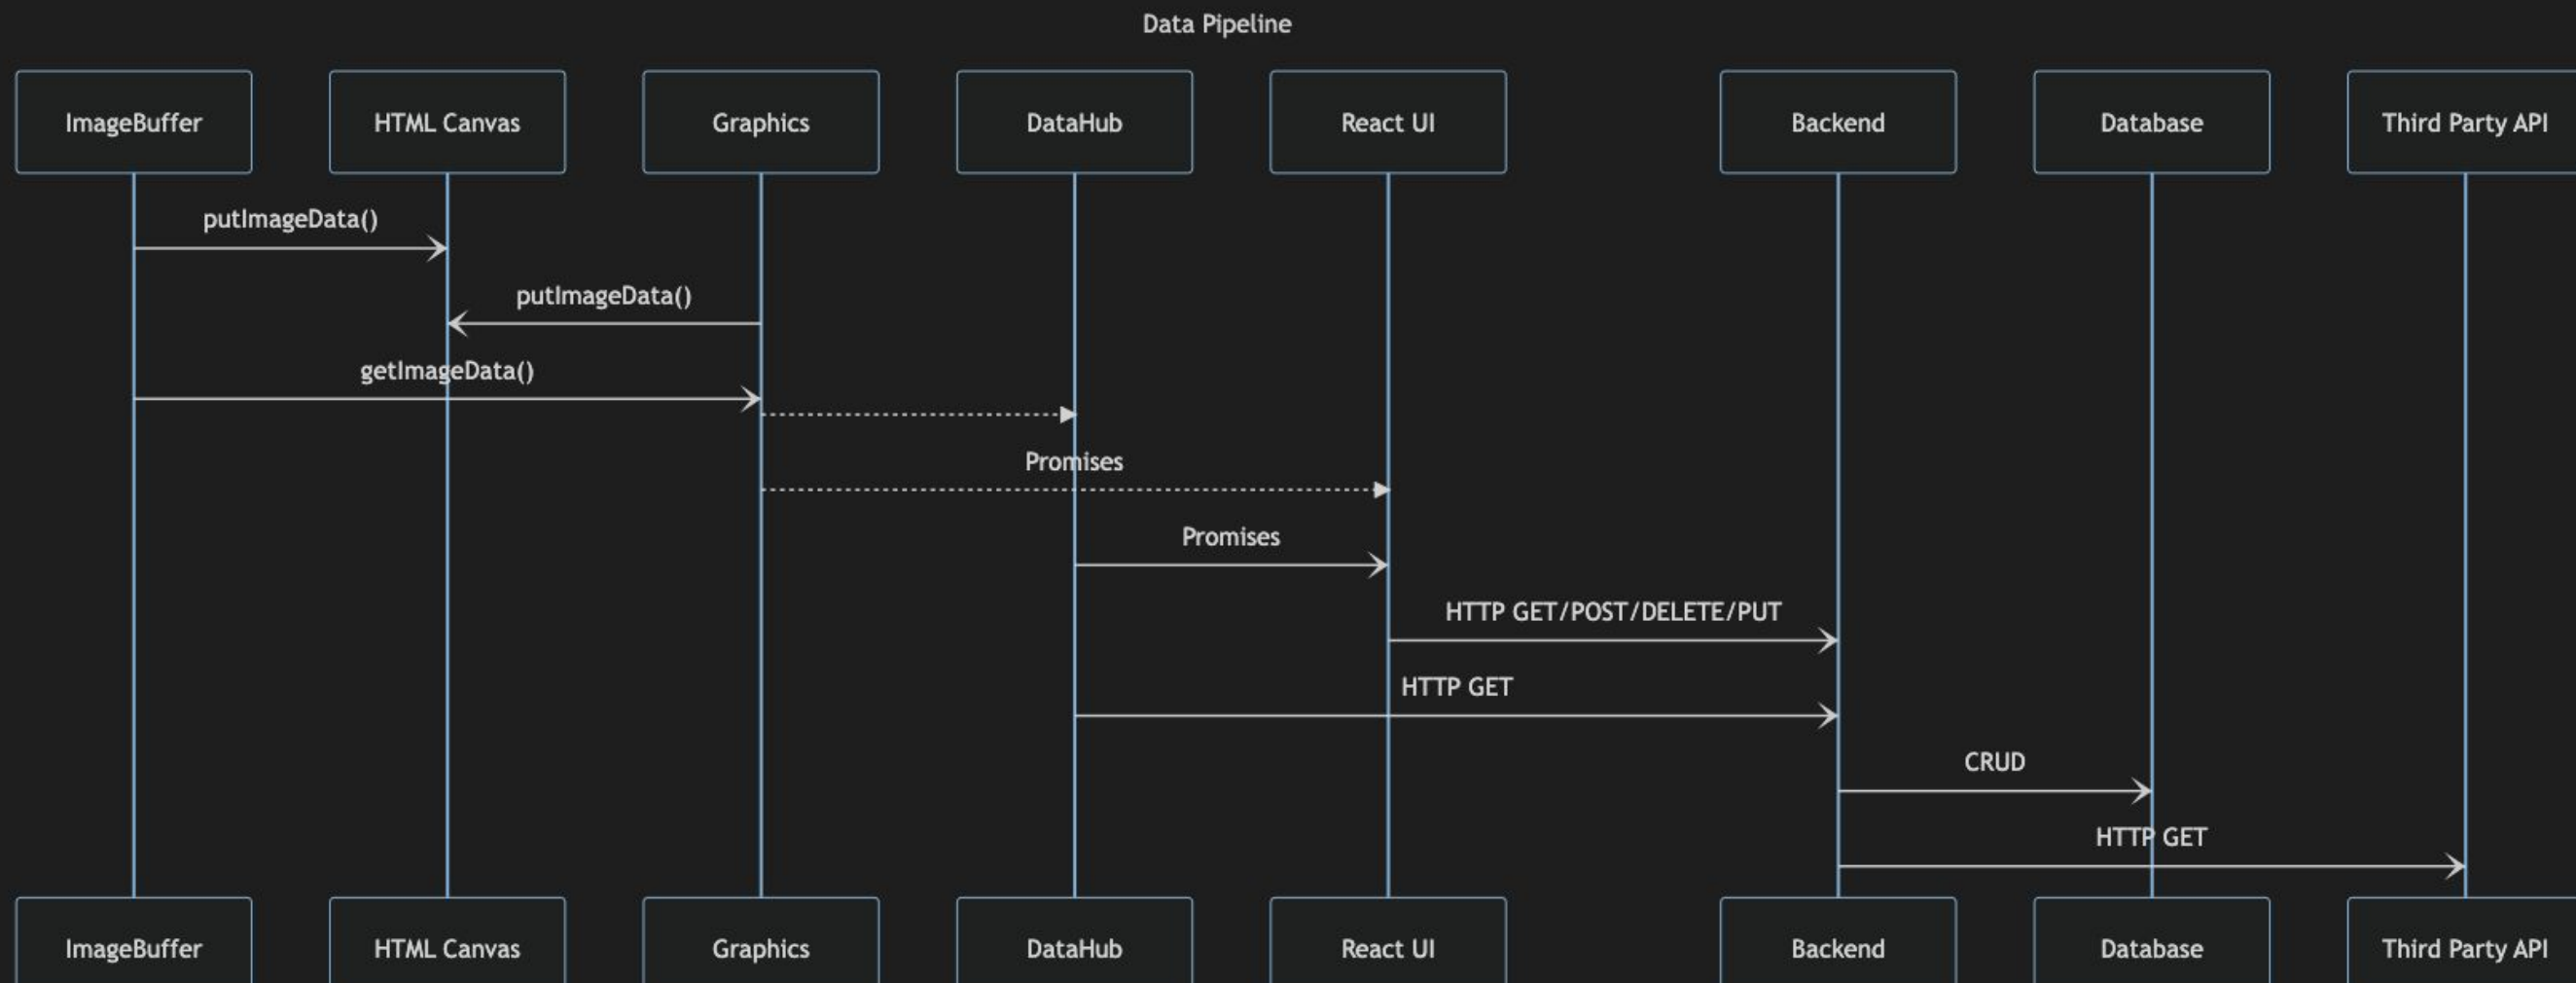 Data Pipeline
ImageBuffer
HTML Canvas
Graphics
DataHub
React UI
Backend
Database
Third Party API
putImageData()
putImageData()
getImageData()
Promises
Promises
HTTP GET/POST/DELETE/PUT
HTTP GET
CRUD
HTTP GET
ImageBuffer
HTML Canvas
Graphics
DataHub
React UI
Backend
Database
Third Party API